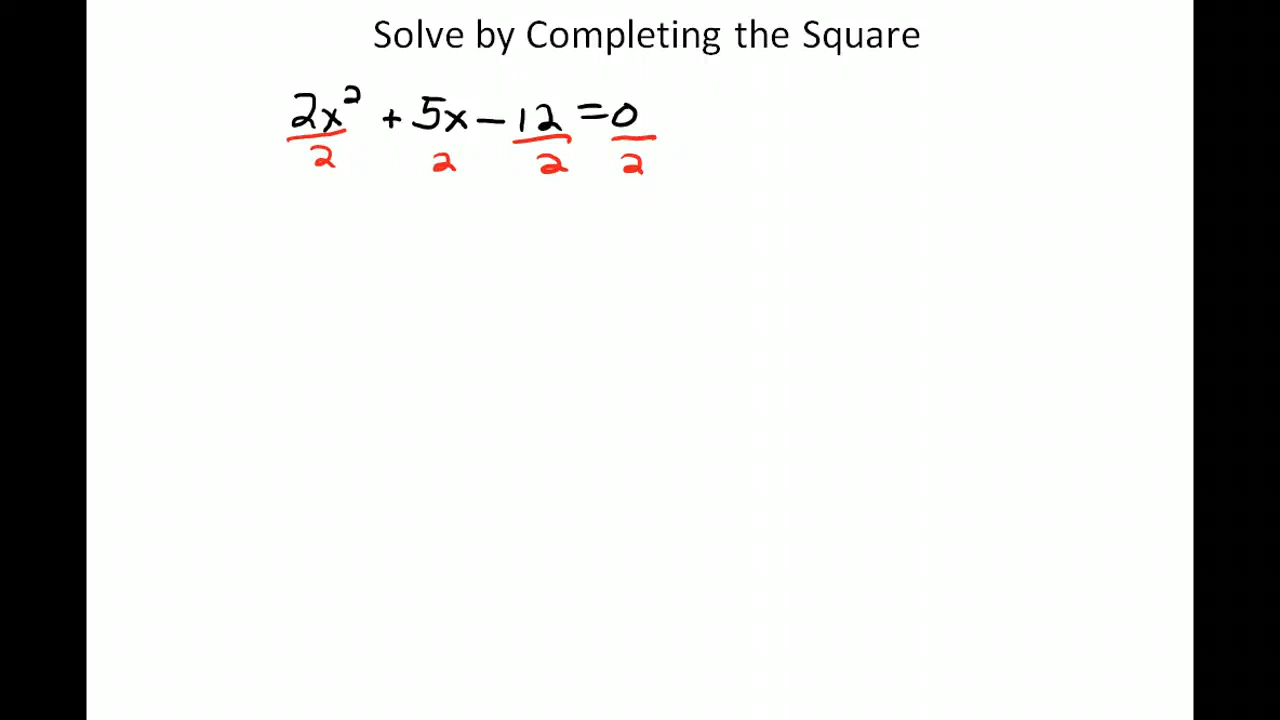 Solve by Completing the Square
2x² + 5x - 12 = 0
2 2 2 2